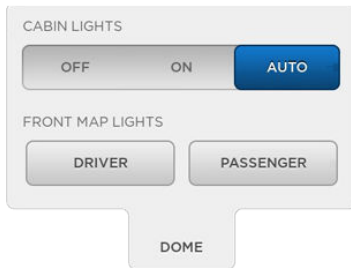 CABIN LIGHTS
OFF ON AUTO
FRONT MAP LIGHTS
DRIVER PASSENGER
DOME